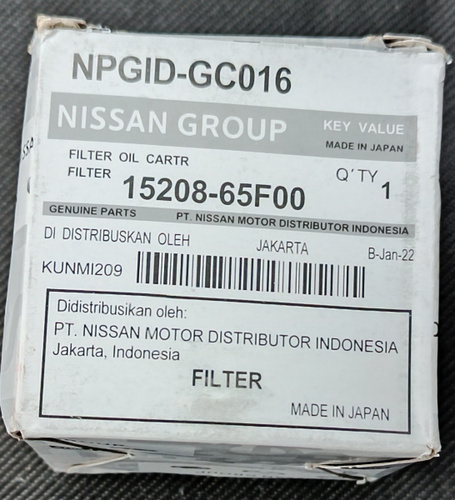 NPGID-GC016
NISSAN GROUP
KEY VALUE
MADE IN JAPAN
FILTER OIL CARTR
FILTER 15208-65F00
Q'TY 1
GENUINE PARTS PT. NISSAN MOTOR DISTRIBUTOR INDONESIA
DI DISTRIBUSKAN OLEH JAKARTA B-Jan-22
KUNMI209
Didistribusikan oleh:
PT. NISSAN MOTOR DISTRIBUTOR INDONESIA
Jakarta, Indonesia
FILTER
MADE IN JAPAN